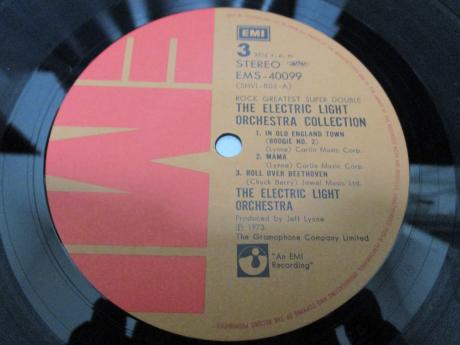 EMI
EMI
3 33⅓ r.p.m.
STEREO
EMS-40099
(SHVL-806-A)
ROCK GREATEST SUPER DOUBLE
THE ELECTRIC LIGHT
ORCHESTRA COLLECTION
1. IN OLD ENGLAND TOWN
(BOOGIE NO. 2)
(Lynne) Carlin Music Corp.
2. MAMA
(Lynne) Carlin Music Corp.
3. ROLL OVER BEETHOVEN
(Chuck Berry) Jewel Music Ltd.
THE ELECTRIC LIGHT
ORCHESTRA
Produced by Jeff Lynne
Ⓟ 1973
The Gramophone Company Limited
"An EMI
Recording"